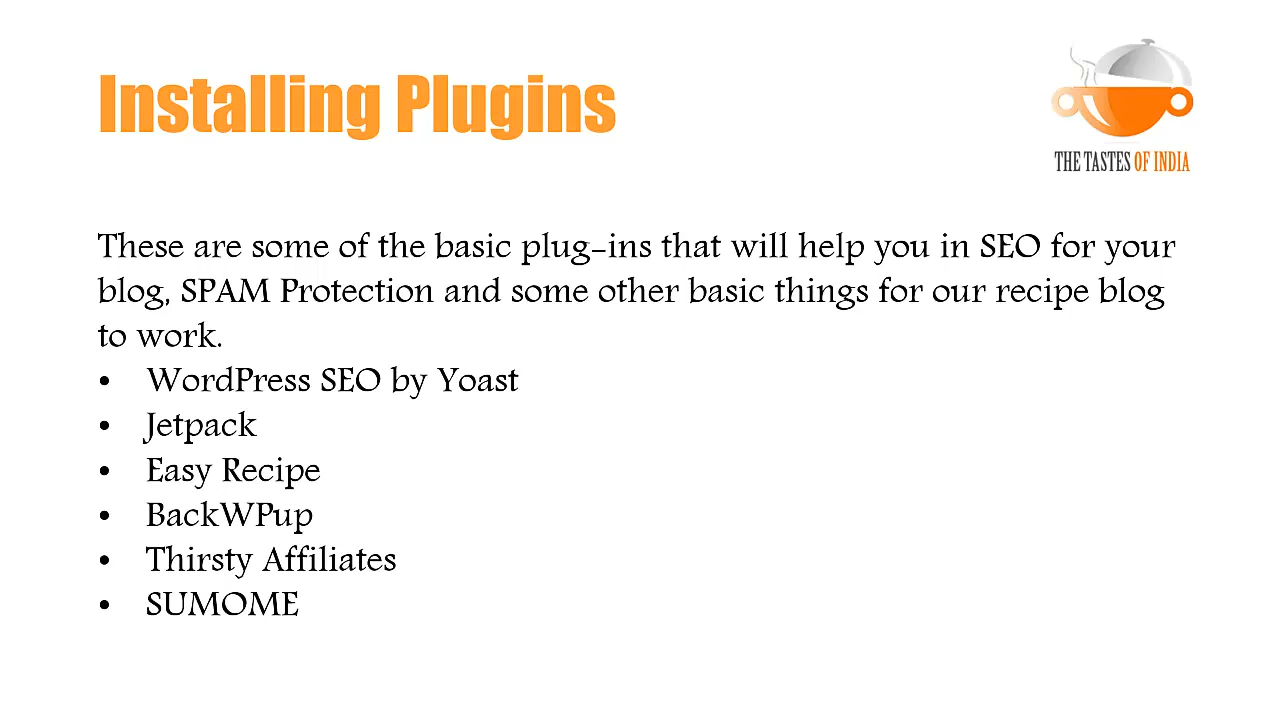 Installing Plugins
THE TASTES OF INDIA
These are some of the basic plug-ins that will help you in SEO for your
blog, SPAM Protection and some other basic things for our recipe blog
to work.
• WordPress SEO by Yoast
• Jetpack
• Easy Recipe
• BackWPup
• Thirsty Affiliates
• SUMOME